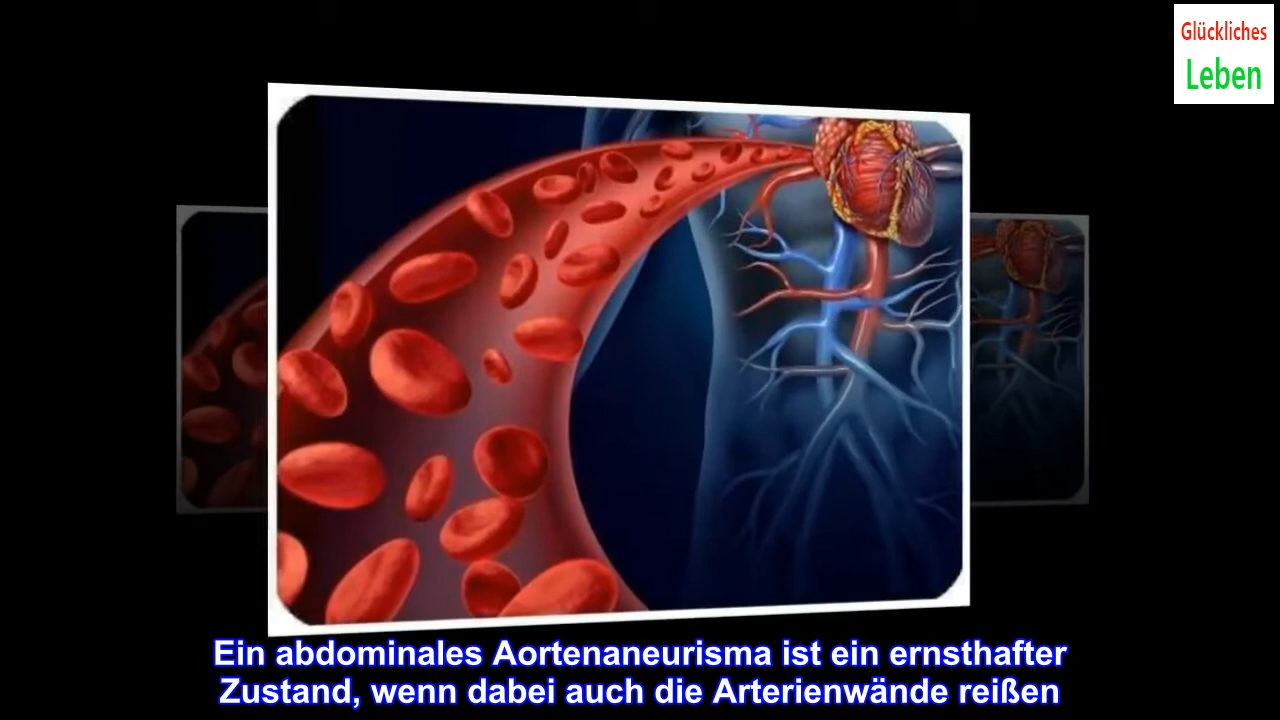 Glückliches
Leben
Ein abdominales Aortenaneurisma ist ein ernsthafter
Zustand, wenn dabei auch die Arterienwände reißen